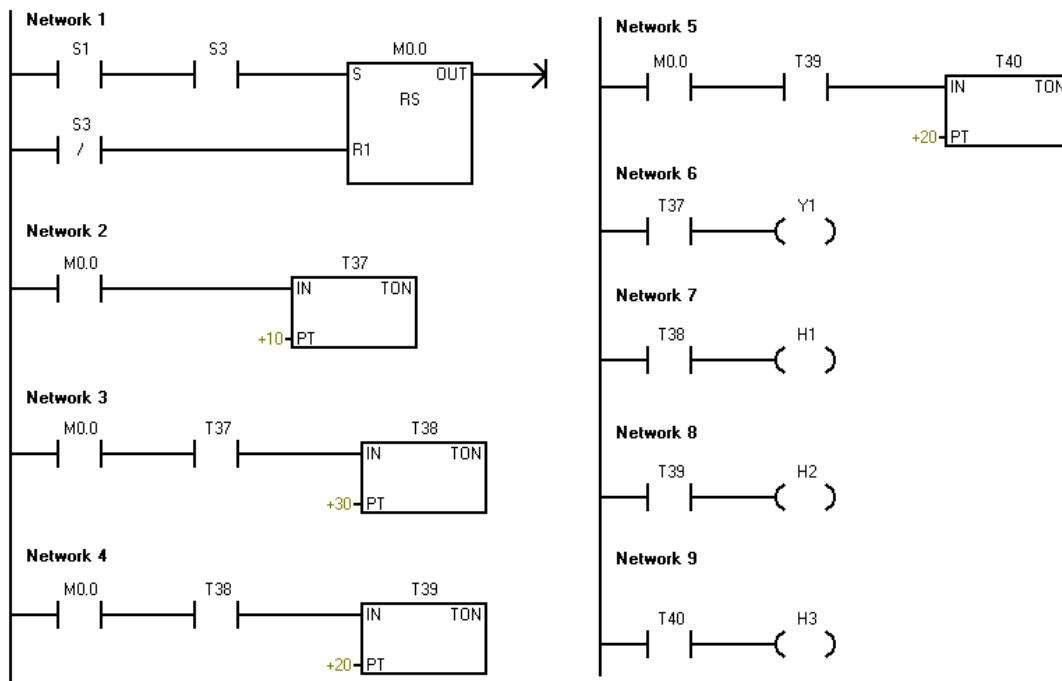 Network 1
S1 S3 M0.0
S OUT
RS
S3
/
R1
Network 2
M0.0 T37
IN TON
+10 PT
Network 3
M0.0 T37 T38
IN TON
+30 PT
Network 4
M0.0 T38 T39
IN TON
+20 PT
Network 5
M0.0 T39 T40
IN TON
+20 PT
Network 6
T37 Y1
Network 7
T38 H1
Network 8
T39 H2
Network 9
T40 H3